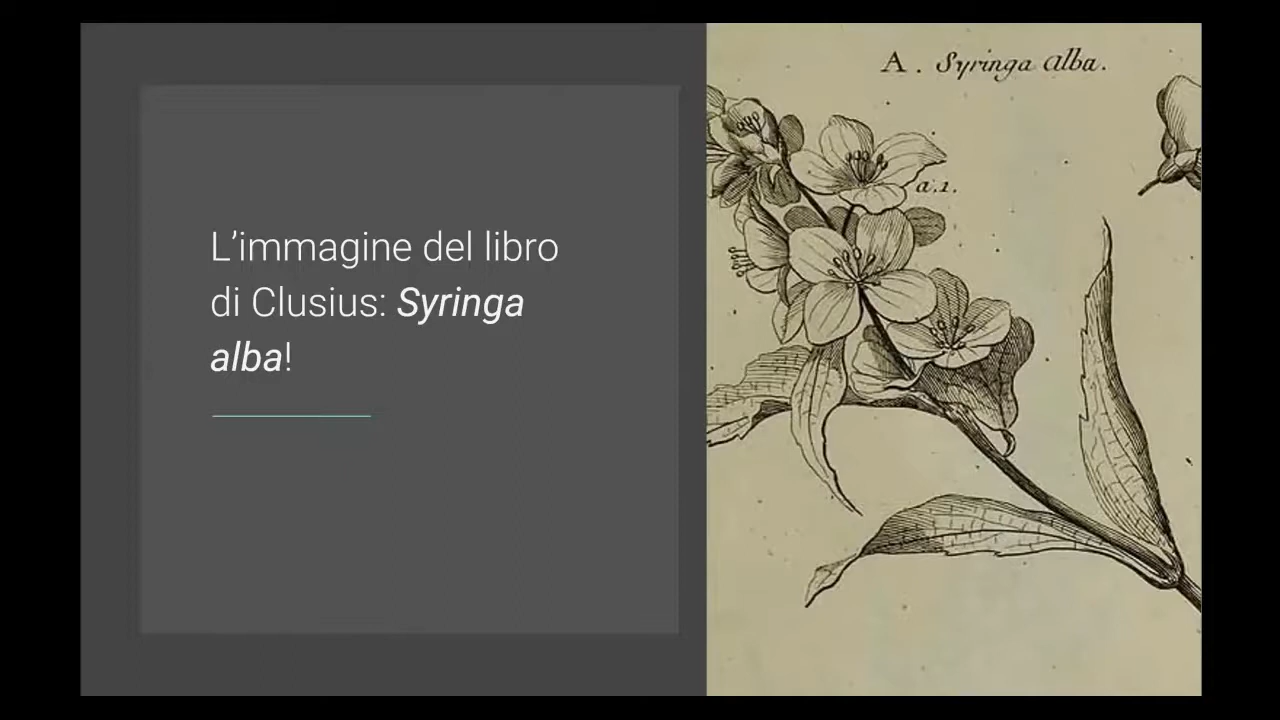 L’immagine del libro
di Clusius: Syringa
alba!
A. Syringa alba.
a.1.